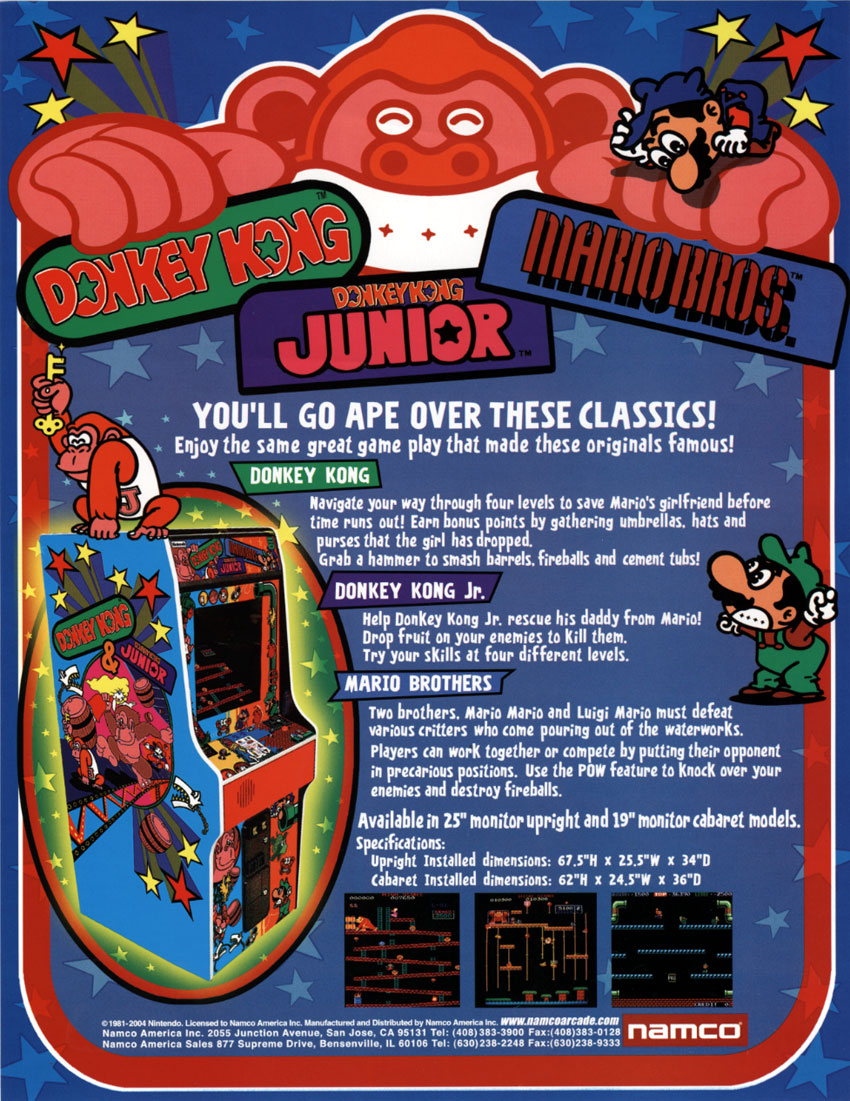 DONKEY KONG™
MARIO BROS.™
DONKEY KONG
JUNIOR™
YOU'LL GO APE OVER THESE CLASSICS!
Enjoy the same great game play that made these originals famous!
DONKEY KONG
Navigate your way through four levels to save Mario's girlfriend before
time runs out! Earn bonus points by gathering umbrellas, hats and
purses that the girl has dropped.
Grab a hammer to smash barrels, fireballs and cement tubs!
DONKEY KONG Jr.
Help Donkey Kong Jr. rescue his daddy from Mario!
Drop fruit on your enemies to kill them.
Try your skills at four different levels.
MARIO BROTHERS
Two brothers, Mario Mario and Luigi Mario must defeat
various critters who come pouring out of the waterworks.
Players can work together or compete by putting their opponent
in precarious positions. Use the POW feature to knock over your
enemies and destroy fireballs.
Available in 25" monitor upright and 19" monitor cabaret models.
Specifications:
Upright Installed dimensions: 67.5"H x 25.5"W x 34"D
Cabaret Installed dimensions: 62"H x 24.5"W x 36"D
J
DONKEY KONG
MARIO BROS.
JUNIOR
DONKEY KONG
&
JUNIOR
©1981-2004 Nintendo. Licensed to Namco America Inc. Manufactured and Distributed by Namco America Inc. www.namcoarcade.com
Namco America Inc. 2055 Junction Avenue, San Jose, CA 95131 Tel: (408)383-3900 Fax:(408)383-0128
Namco America Sales 877 Supreme Drive, Bensenville, IL 60106 Tel: (630)238-2248 Fax:(630)238-9333
namco®